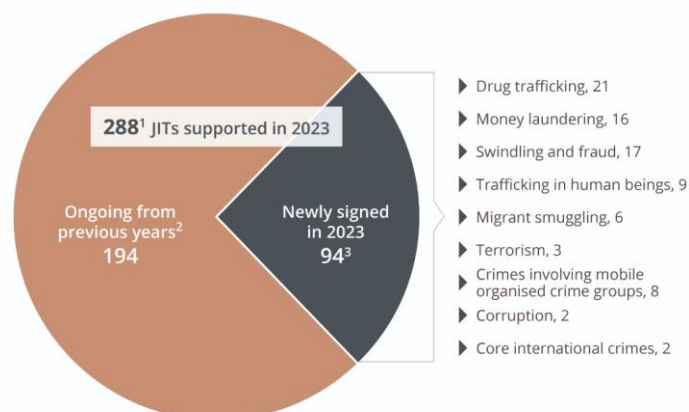 288¹ JITs supported in 2023
Ongoing from
previous years²
194
Newly signed
in 2023
94³
Drug trafficking, 21
Money laundering, 16
Swindling and fraud, 17
Trafficking in human beings, 9
Migrant smuggling, 6
Terrorism, 3
Crimes involving mobile
organised crime groups, 8
Corruption, 2
Core international crimes, 2